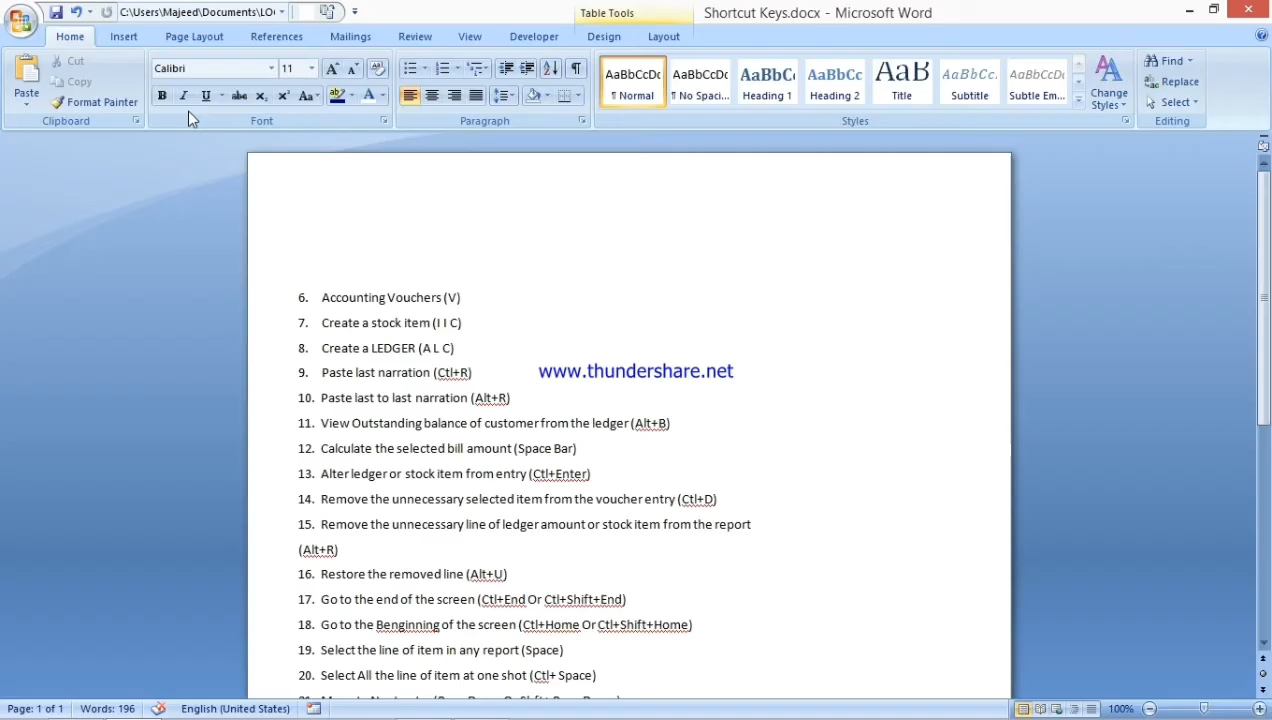 C:\Users\Majeed\Documents\LO
Table Tools
Shortcut Keys.docx - Microsoft Word
Home
Insert
Page Layout
References
Mailings
Review
View
Developer
Design
Layout
Paste
Cut
Copy
Format Painter
Clipboard
Calibri
11
Font
Paragraph
AaBbCcDc
¶ Normal
AaBbCcDc
¶ No Spaci...
AaBbC
Heading 1
AaBbCc
Heading 2
AaB
Title
AaBbCc.
Subtitle
AaBbCcDc
Subtle Em...
Change
Styles
Styles
Find
Replace
Select
Editing
6. Accounting Vouchers (V)
7. Create a stock item (I I C)
8. Create a LEDGER (A L C)
9. Paste last narration (Ctl+R)
www.thundershare.net
10. Paste last to last narration (Alt+R)
11. View Outstanding balance of customer from the ledger (Alt+B)
12. Calculate the selected bill amount (Space Bar)
13. Alter ledger or stock item from entry (Ctl+Enter)
14. Remove the unnecessary selected item from the voucher entry (Ctl+D)
15. Remove the unnecessary line of ledger amount or stock item from the report
(Alt+R)
16. Restore the removed line (Alt+U)
17. Go to the end of the screen (Ctl+End Or Ctl+Shift+End)
18. Go to the Benginning of the screen (Ctl+Home Or Ctl+Shift+Home)
19. Select the line of item in any report (Space)
20. Select All the line of item at one shot (Ctl+ Space)
Page: 1 of 1
Words: 196
English (United States)
100%